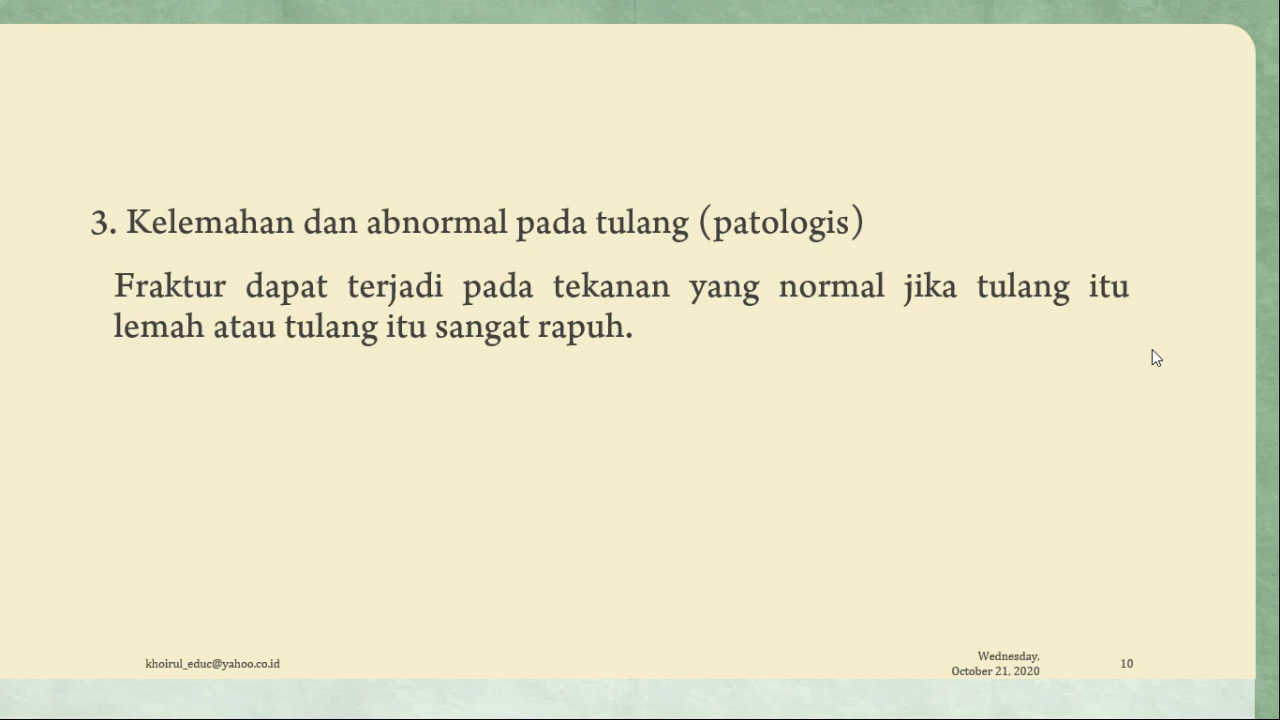 3. Kelemahan dan abnormal pada tulang (patologis)
Fraktur dapat terjadi pada tekanan yang normal jika tulang itu
lemah atau tulang itu sangat rapuh.
khoirul_educ@yahoo.co.id
Wednesday,
October 21, 2020
10